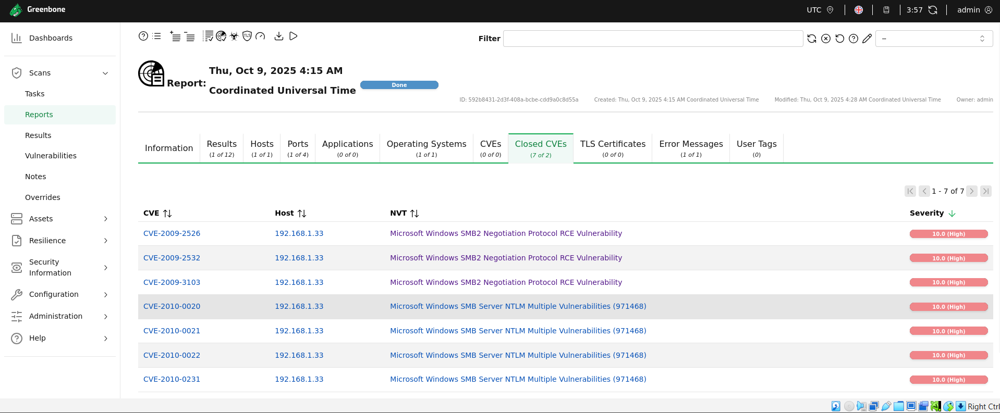 Greenbone
UTC
3:57
admin
Dashboards
Scans
Tasks
Reports
Results
Vulnerabilities
Notes
Overrides
Assets
Resilience
Security
Information
Configuration
Administration
Help
TLS
Filter
--
Report:
Thu, Oct 9, 2025 4:15 AM
Coordinated Universal Time
Done
ID: 592b8431-2d3f-408a-bcbe-cdd9a0c8d55a Created: Thu, Oct 9, 2025 4:15 AM Coordinated Universal Time Modified: Thu, Oct 9, 2025 4:28 AM Coordinated Universal Time Owner: admin
Information
Results
(1 of 12)
Hosts
(1 of 1)
Ports
(1 of 4)
Applications
(0 of 0)
Operating Systems
(1 of 1)
CVEs
(0 of 0)
Closed CVEs
(7 of 2)
TLS Certificates
(0 of 0)
Error Messages
(1 of 1)
User Tags
(0)
1 - 7 of 7
CVE Host NVT Severity
CVE-2009-2526 192.168.1.33 Microsoft Windows SMB2 Negotiation Protocol RCE Vulnerability 10.0 (High)
CVE-2009-2532 192.168.1.33 Microsoft Windows SMB2 Negotiation Protocol RCE Vulnerability 10.0 (High)
CVE-2009-3103 192.168.1.33 Microsoft Windows SMB2 Negotiation Protocol RCE Vulnerability 10.0 (High)
CVE-2010-0020 192.168.1.33 Microsoft Windows SMB Server NTLM Multiple Vulnerabilities (971468) 10.0 (High)
CVE-2010-0021 192.168.1.33 Microsoft Windows SMB Server NTLM Multiple Vulnerabilities (971468) 10.0 (High)
CVE-2010-0022 192.168.1.33 Microsoft Windows SMB Server NTLM Multiple Vulnerabilities (971468) 10.0 (High)
CVE-2010-0231 192.168.1.33 Microsoft Windows SMB Server NTLM Multiple Vulnerabilities (971468) 10.0 (High)
Right Ctrl